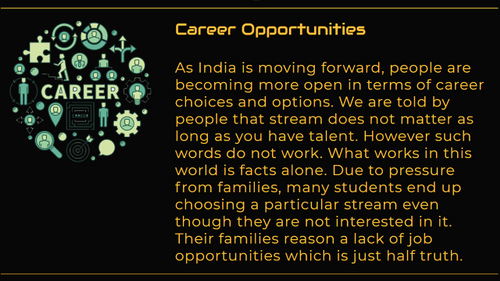 Career Opportunities
CAREER
As India is moving forward, people are
becoming more open in terms of career
choices and options. We are told by
people that stream does not matter as
long as you have talent. However such
words do not work. What works in this
world is facts alone. Due to pressure
from families, many students end up
choosing a particular stream even
though they are not interested in it.
Their families reason a lack of job
opportunities which is just half truth.